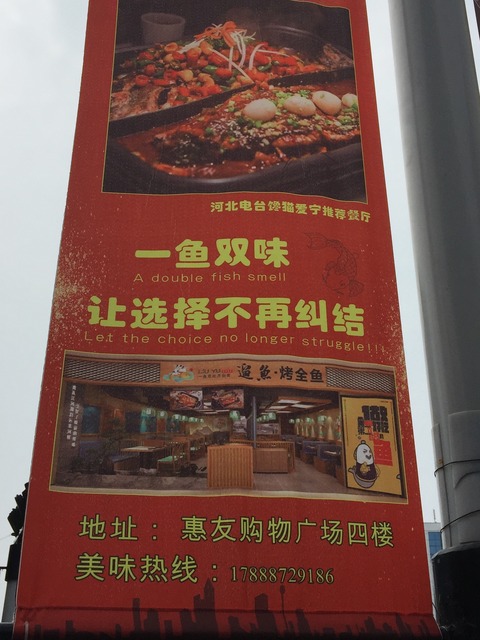 河北电台馋猫爱宁推荐餐厅
一鱼双味
A double fish smell
让选择不再纠结
Let the choice no longer struggle!!!
遛魚·烤全鱼
地址：惠友购物广场四楼
美味热线：17888729186